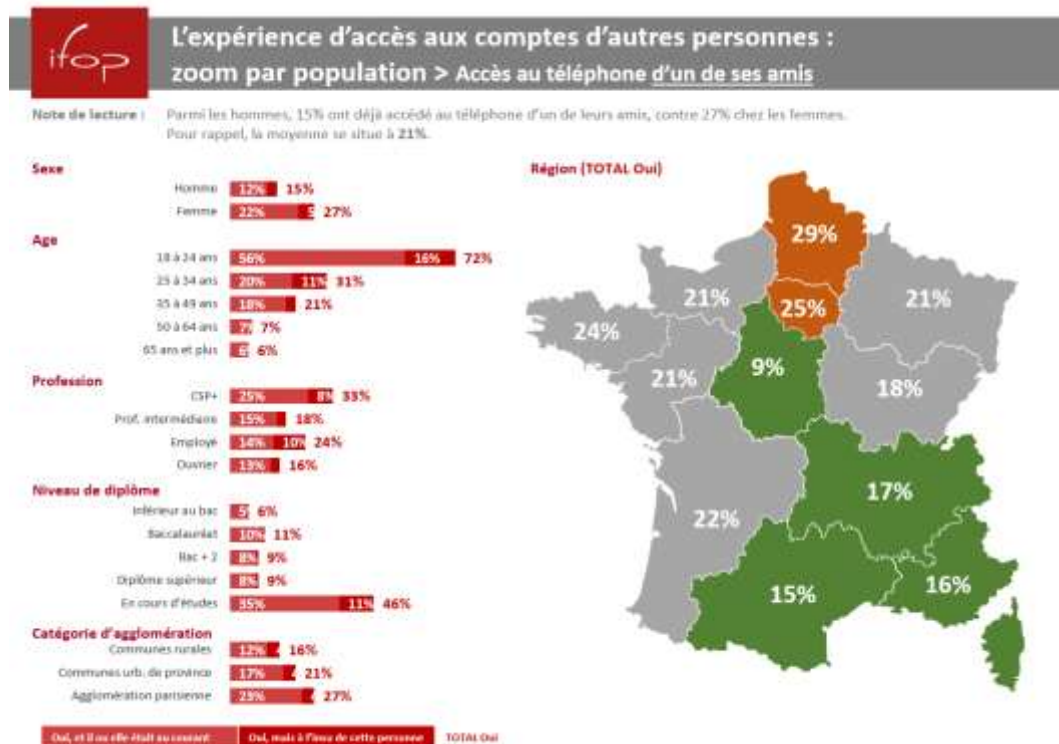 ifop
L'expérience d'accès aux comptes d'autres personnes :
zoom par population > Accès au téléphone d'un de ses amis
Note de lecture : Parmi les hommes, 15% ont déjà accédé au téléphone d'un de leurs amis, contre 27% chez les femmes.
Pour rappel, la moyenne se situe à 21%.
Sexe
Homme 12% 15%
Femme 22% 5 27%
Age
18 à 24 ans 56% 16% 72%
25 à 34 ans 20% 11% 31%
35 à 49 ans 18% 21%
50 à 64 ans 7% 7%
65 ans et plus 6 6%
Profession
CSP+ 25% 8% 33%
Prof. intermédiaire 15% 18%
Employé 14% 10% 24%
Ouvrier 13% 16%
Niveau de diplôme
Inférieur au bac 5 6%
Baccalauréat 10% 11%
Bac + 2 8% 9%
Diplôme supérieur 8% 9%
En cours d'études 35% 11% 46%
Catégorie d'agglomération
Communes rurales 12% 16%
Communes urb. de province 17% 21%
Agglomération parisienne 23% 27%
Oui, et il ou elle était au courant Oui, mais à l'insu de cette personne TOTAL Oui
Région (TOTAL Oui)
29%
21% 25% 21%
24%
21% 9% 18%
17%
22%
15% 16%